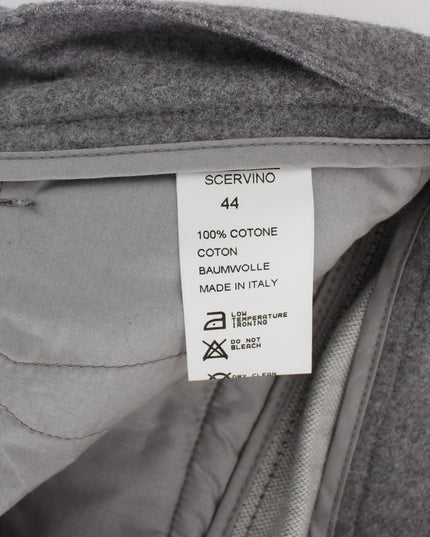 SCERVINO
44
100% COTONE
COTON
BAUMWOLLE
MADE IN ITALY
LOW
TEMPERATURE
IRONING
DO NOT
BLEACH
DRY CLEAN